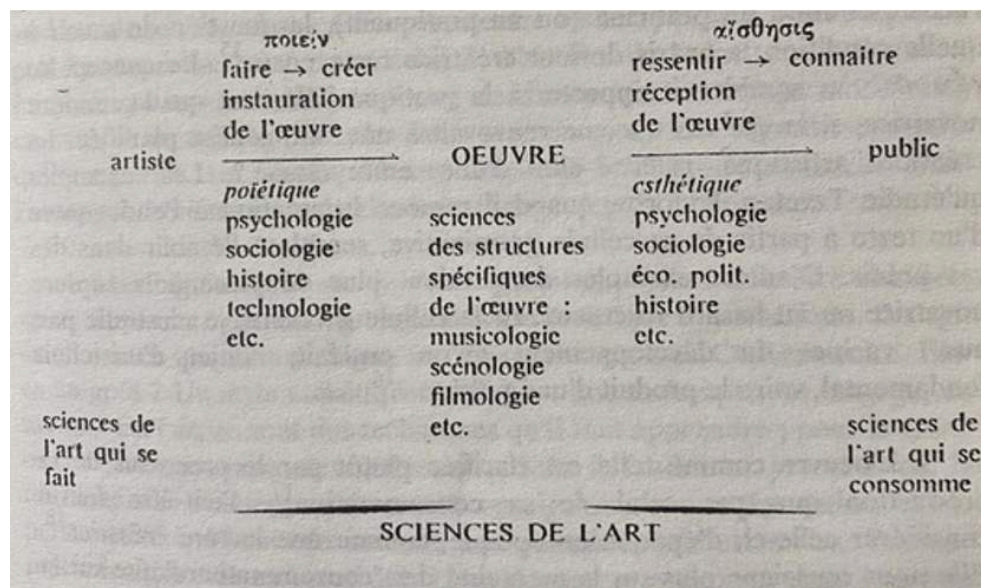 ποιεῖν
faire → créer
instauration
de l'œuvre
αἴσθησις
ressentir → connaître
réception
de l'œuvre
artiste → OEUVRE → public
poïétique
psychologie
sociologie
histoire
technologie
etc.
sciences
des structures
spécifiques
de l'œuvre :
musicologie
scénologie
filmologie
etc.
esthétique
psychologie
sociologie
éco. polit.
histoire
etc.
sciences de
l'art qui se
fait
sciences de
l'art qui se
consomme
SCIENCES DE L'ART